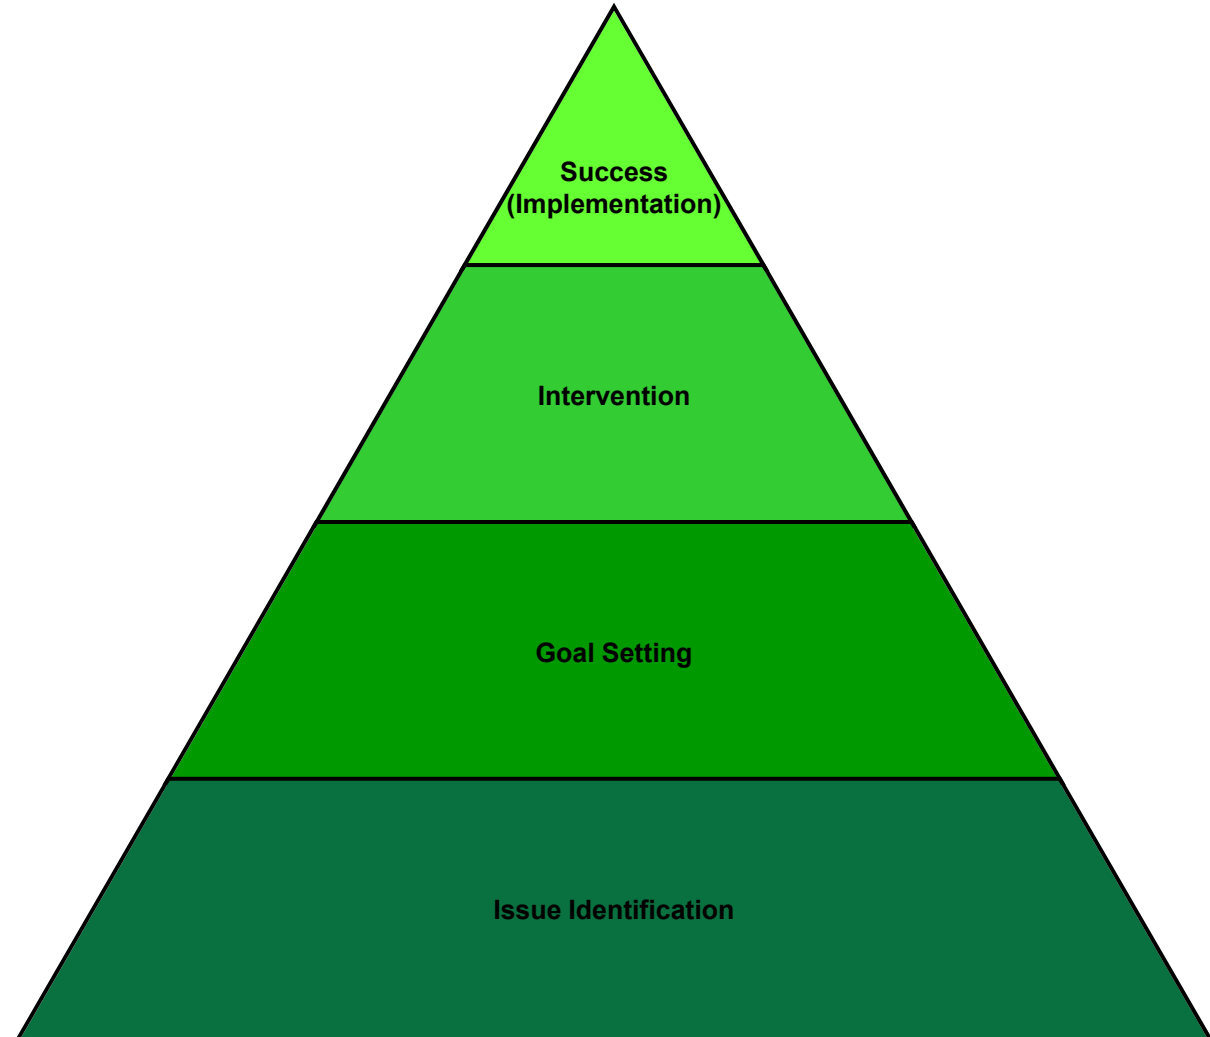 Success
(Implementation)
Intervention
Goal Setting
Issue Identification